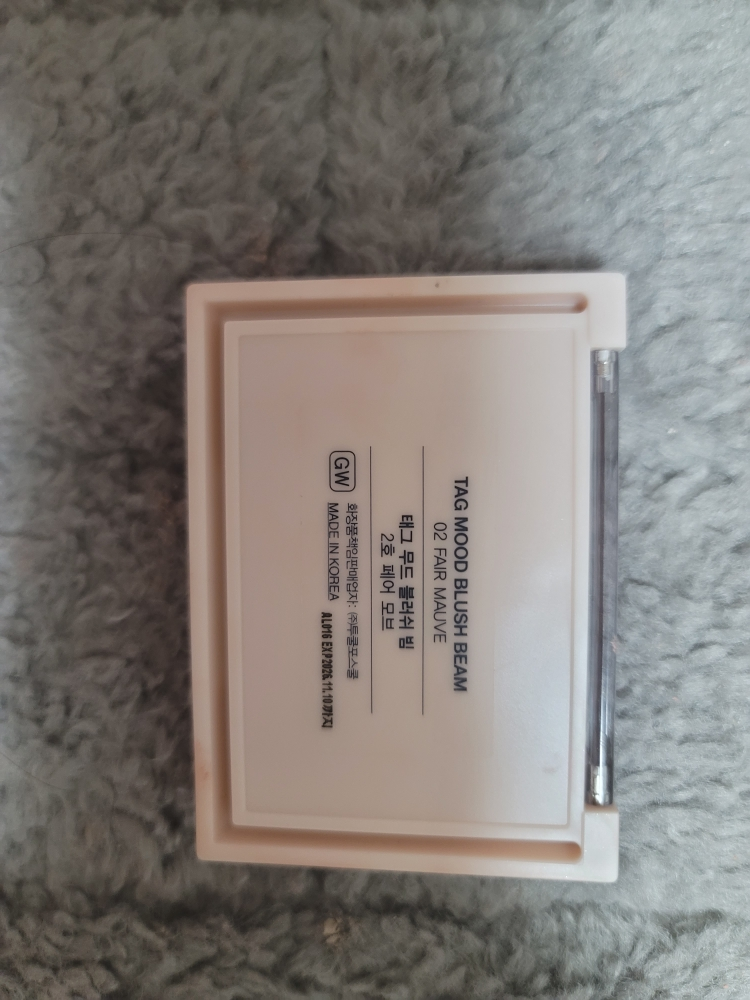 TAG MOOD BLUSH BEAM
02 FAIR MAUVE
태그 무드 블러쉬 빔
2호 페어 모브
화장품책임판매업자: ㈜투쿨포스쿨
GW
MADE IN KOREA
AL016 EXP2026.11.10까지